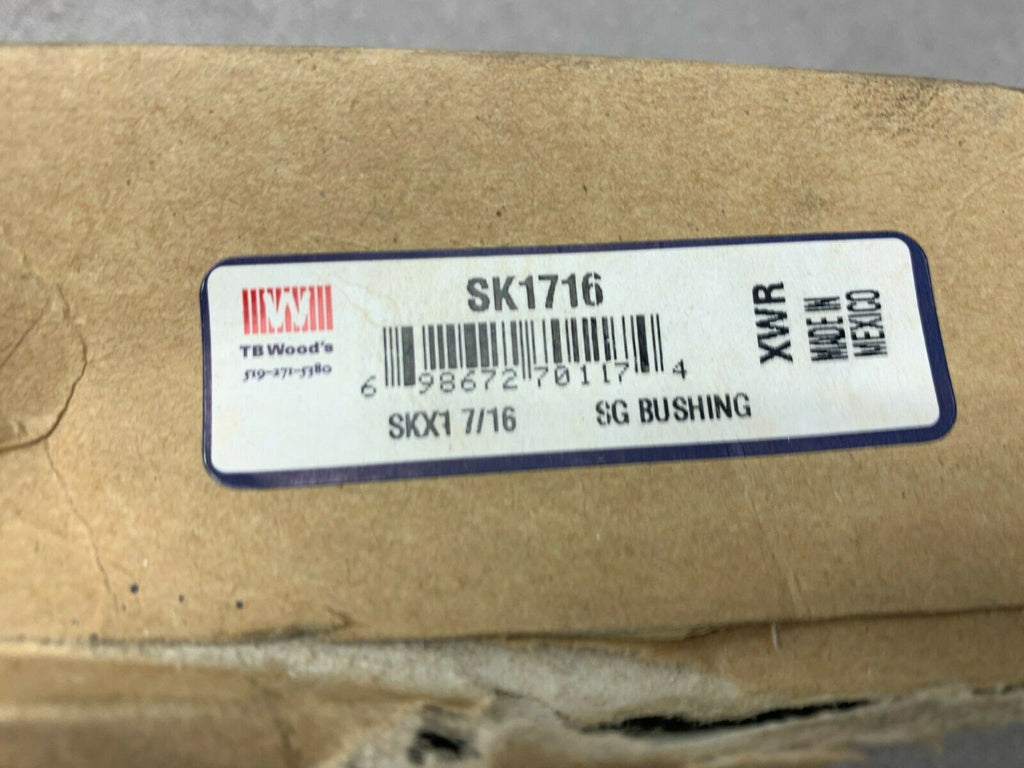 SK1716
TB Wood's
519-271-5380
6 98672 70117 4
SKX1 7/16 SG BUSHING
XWR
MADE IN
MEXICO